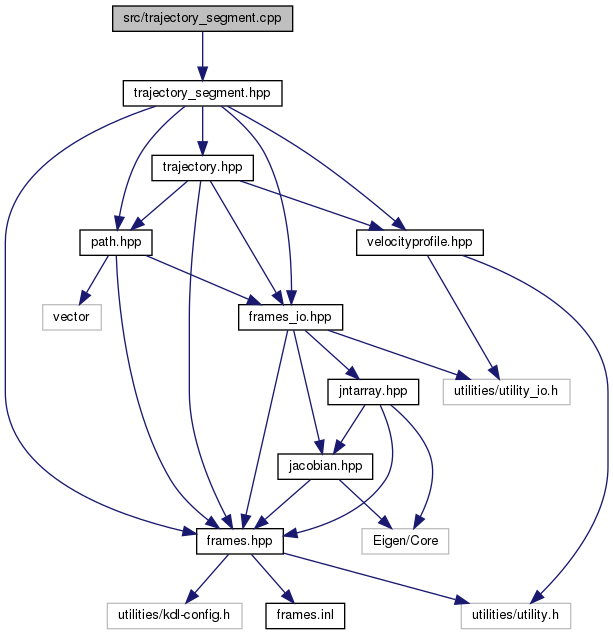 src/trajectory_segment.cpp
trajectory_segment.hpp
trajectory.hpp
path.hpp
velocityprofile.hpp
vector
frames_io.hpp
jntarray.hpp
utilities/utility_io.h
jacobian.hpp
frames.hpp
Eigen/Core
utilities/kdl-config.h
frames.inl
utilities/utility.h